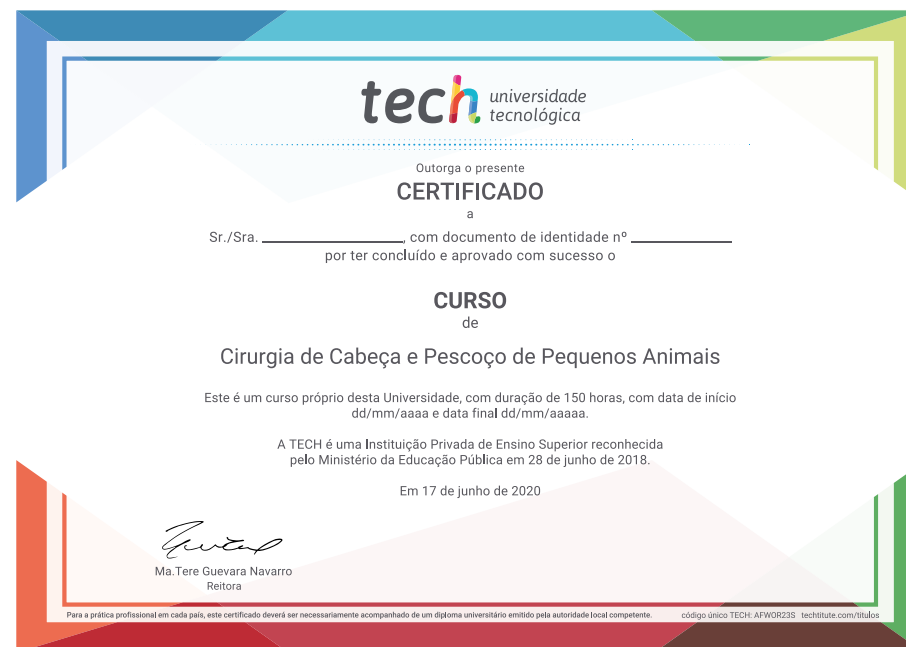 tech universidade
tecnológica
Outorga o presente
CERTIFICADO
a
Sr./Sra. ____________________, com documento de identidade nº ______________
por ter concluído e aprovado com sucesso o
CURSO
de
Cirurgia de Cabeça e Pescoço de Pequenos Animais
Este é um curso próprio desta Universidade, com duração de 150 horas, com data de início
dd/mm/aaaa e data final dd/mm/aaaaa.
A TECH é uma Instituição Privada de Ensino Superior reconhecida
pelo Ministério da Educação Pública em 28 de junho de 2018.
Em 17 de junho de 2020
Ma.Tere Guevara Navarro
Reitora
Para a prática profissional em cada país, este certificado deverá ser necessariamente acompanhado de um diploma universitário emitido pela autoridade local competente. código único TECH: AFWOR23S techtitute.com/titulos